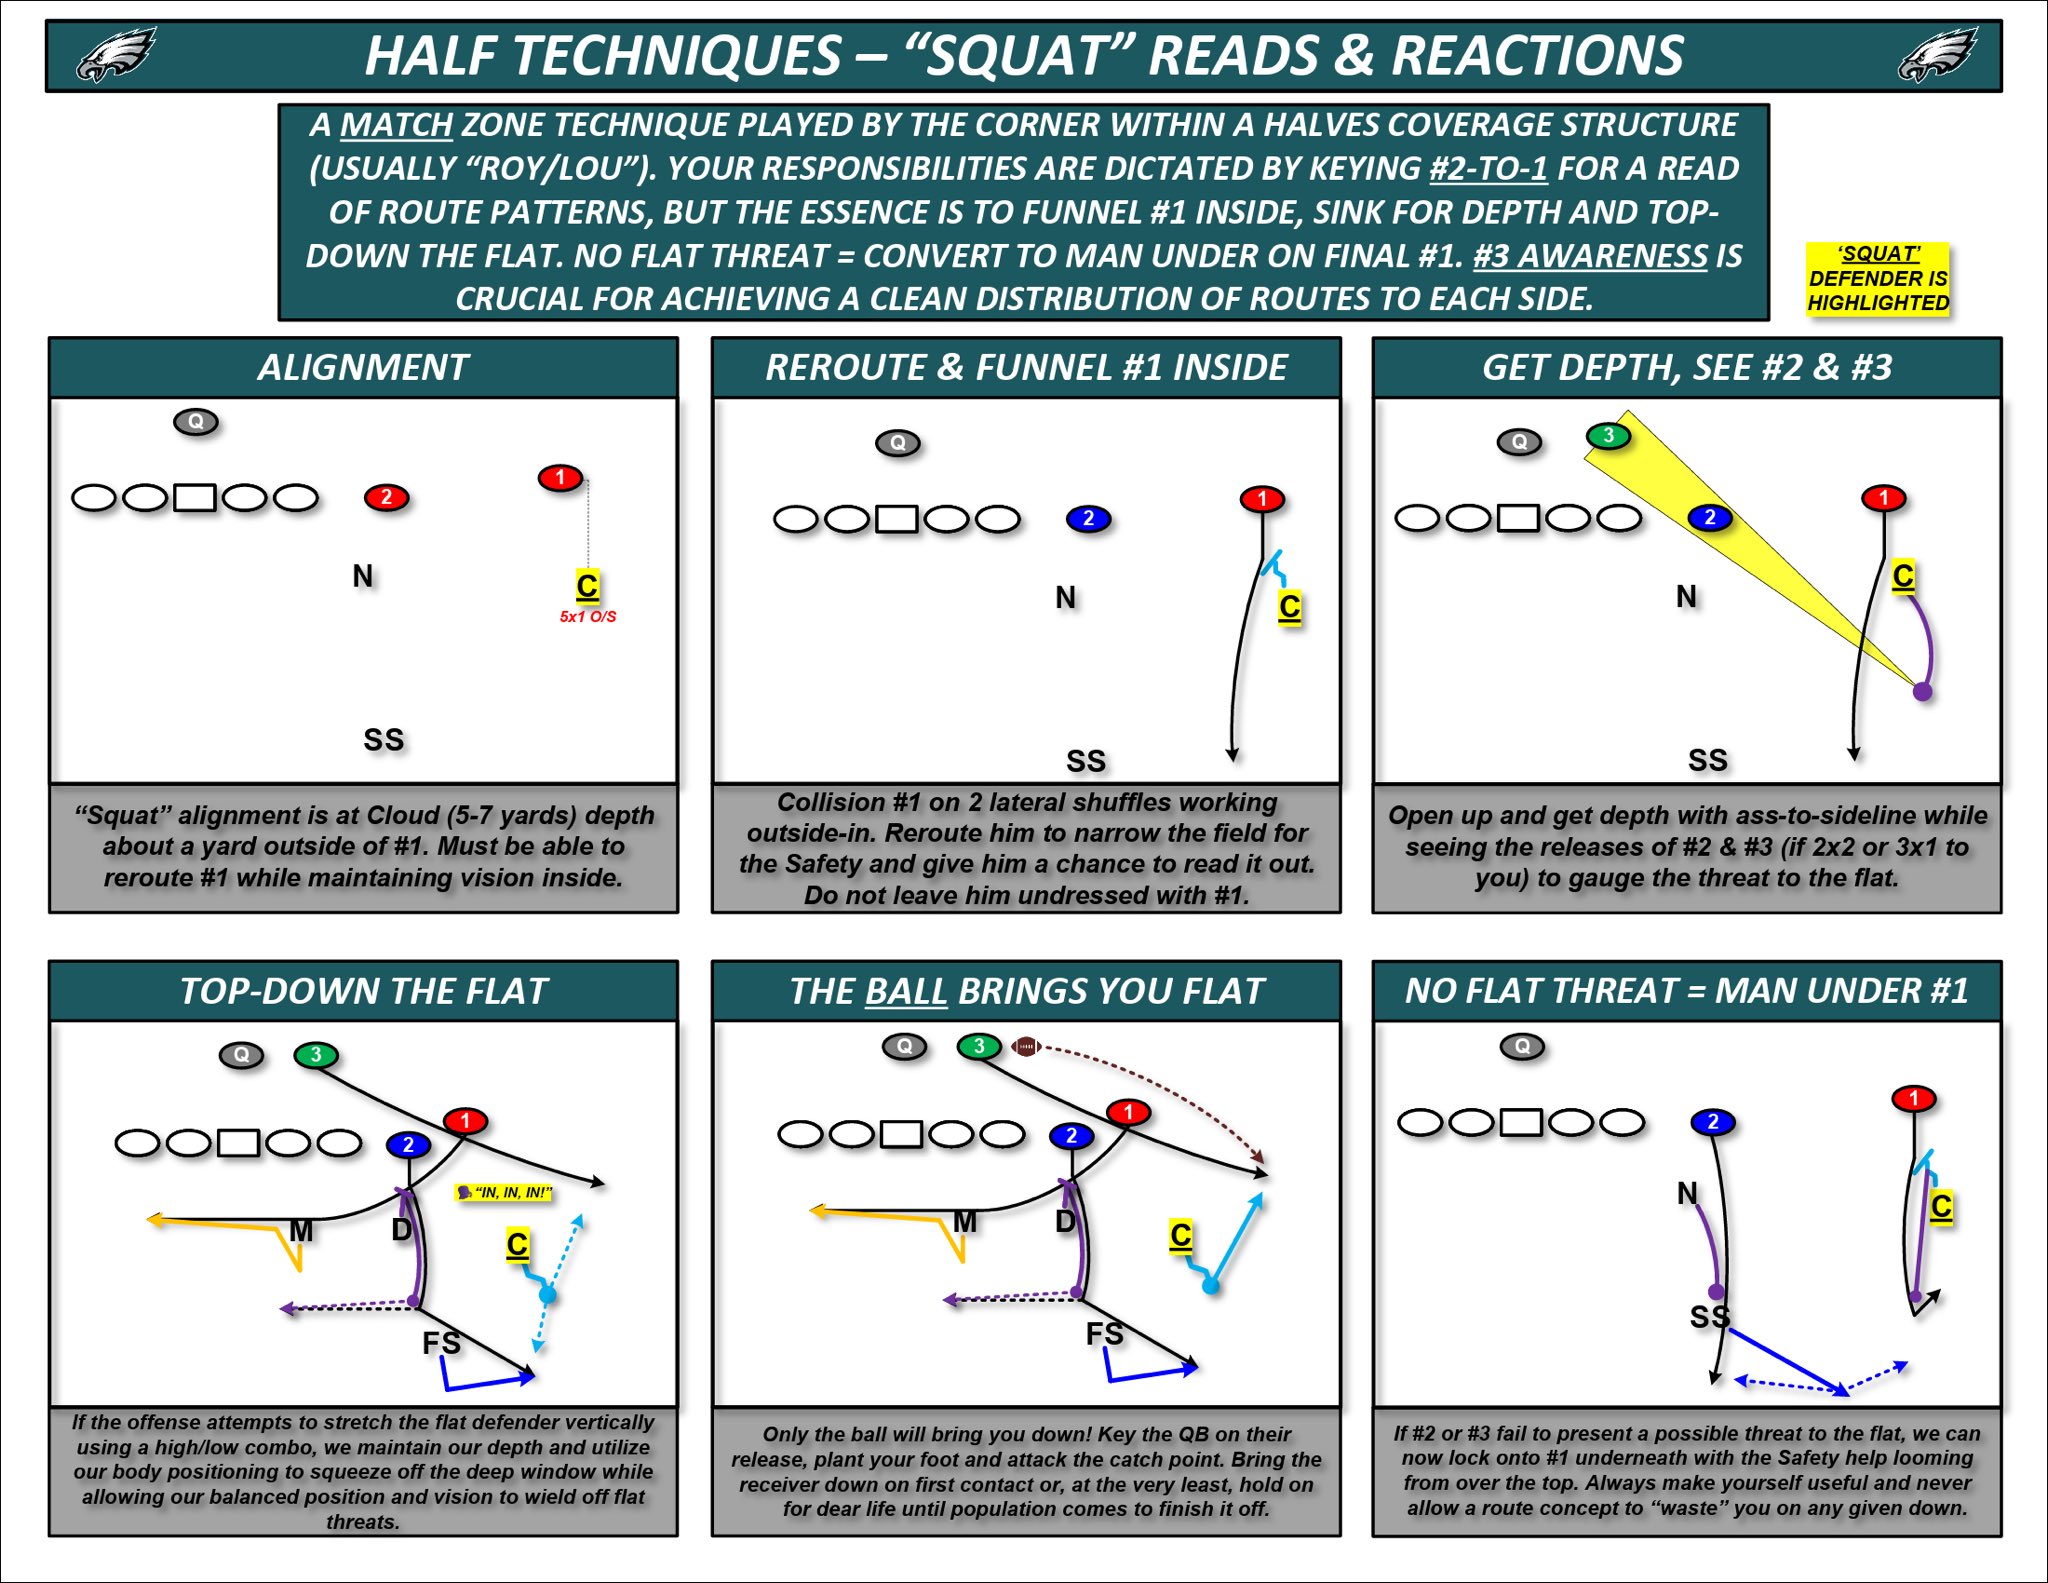 HALF TECHNIQUES – “SQUAT” READS & REACTIONS
A MATCH ZONE TECHNIQUE PLAYED BY THE CORNER WITHIN A HALVES COVERAGE STRUCTURE
(USUALLY “ROY/LOU”). YOUR RESPONSIBILITIES ARE DICTATED BY KEYING #2-TO-1 FOR A READ
OF ROUTE PATTERNS, BUT THE ESSENCE IS TO FUNNEL #1 INSIDE, SINK FOR DEPTH AND TOP-
DOWN THE FLAT. NO FLAT THREAT = CONVERT TO MAN UNDER ON FINAL #1. #3 AWARENESS IS
CRUCIAL FOR ACHIEVING A CLEAN DISTRIBUTION OF ROUTES TO EACH SIDE.
‘SQUAT’
DEFENDER IS
HIGHLIGHTED
ALIGNMENT
Q
1
2
N
C
5x1 O/S
SS
“Squat” alignment is at Cloud (5-7 yards) depth
about a yard outside of #1. Must be able to
reroute #1 while maintaining vision inside.
REROUTE & FUNNEL #1 INSIDE
Q
1
2
N
C
SS
Collision #1 on 2 lateral shuffles working
outside-in. Reroute him to narrow the field for
the Safety and give him a chance to read it out.
Do not leave him undressed with #1.
GET DEPTH, SEE #2 & #3
Q
3
1
2
C
N
SS
Open up and get depth with ass-to-sideline while
seeing the releases of #2 & #3 (if 2x2 or 3x1 to
you) to gauge the threat to the flat.
TOP-DOWN THE FLAT
Q
3
1
2
“IN, IN, IN!”
M
D
C
FS
If the offense attempts to stretch the flat defender vertically
using a high/low combo, we maintain our depth and utilize
our body positioning to squeeze off the deep window while
allowing our balanced position and vision to wield off flat
threats.
THE BALL BRINGS YOU FLAT
Q
3
1
2
M
D
C
FS
Only the ball will bring you down! Key the QB on their
release, plant your foot and attack the catch point. Bring the
receiver down on first contact or, at the very least, hold on
for dear life until population comes to finish it off.
NO FLAT THREAT = MAN UNDER #1
Q
1
2
N
C
SS
If #2 or #3 fail to present a possible threat to the flat, we can
now lock onto #1 underneath with the Safety help looming
from over the top. Always make yourself useful and never
allow a route concept to “waste” you on any given down.